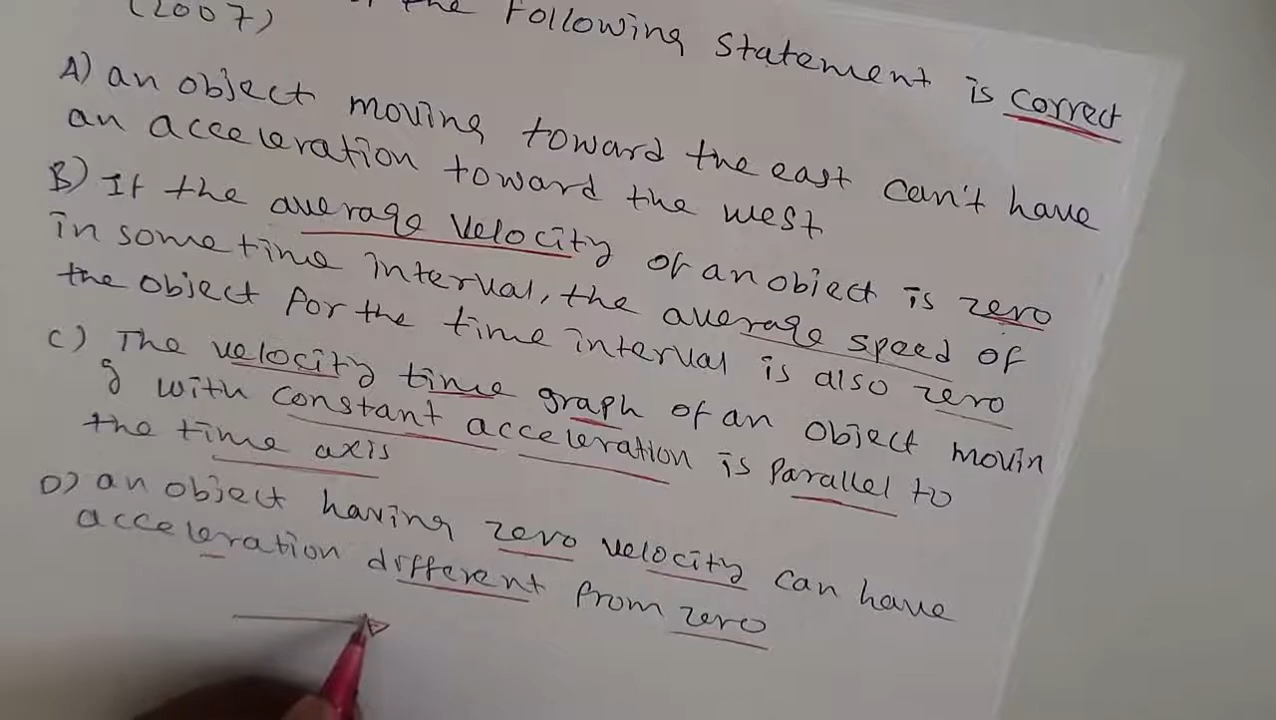 (2007) the Following Statement is correct
A) an object moving toward the east can't have
an acceleration toward the west
B) If the average velocity of an object is zero
in some time interval, the average speed of
the object for the time interval is also zero
C) The velocity time graph of an object movin
g with constant acceleration is Parallel to
the time axis
D) an object having zero velocity can have
acceleration different from zero